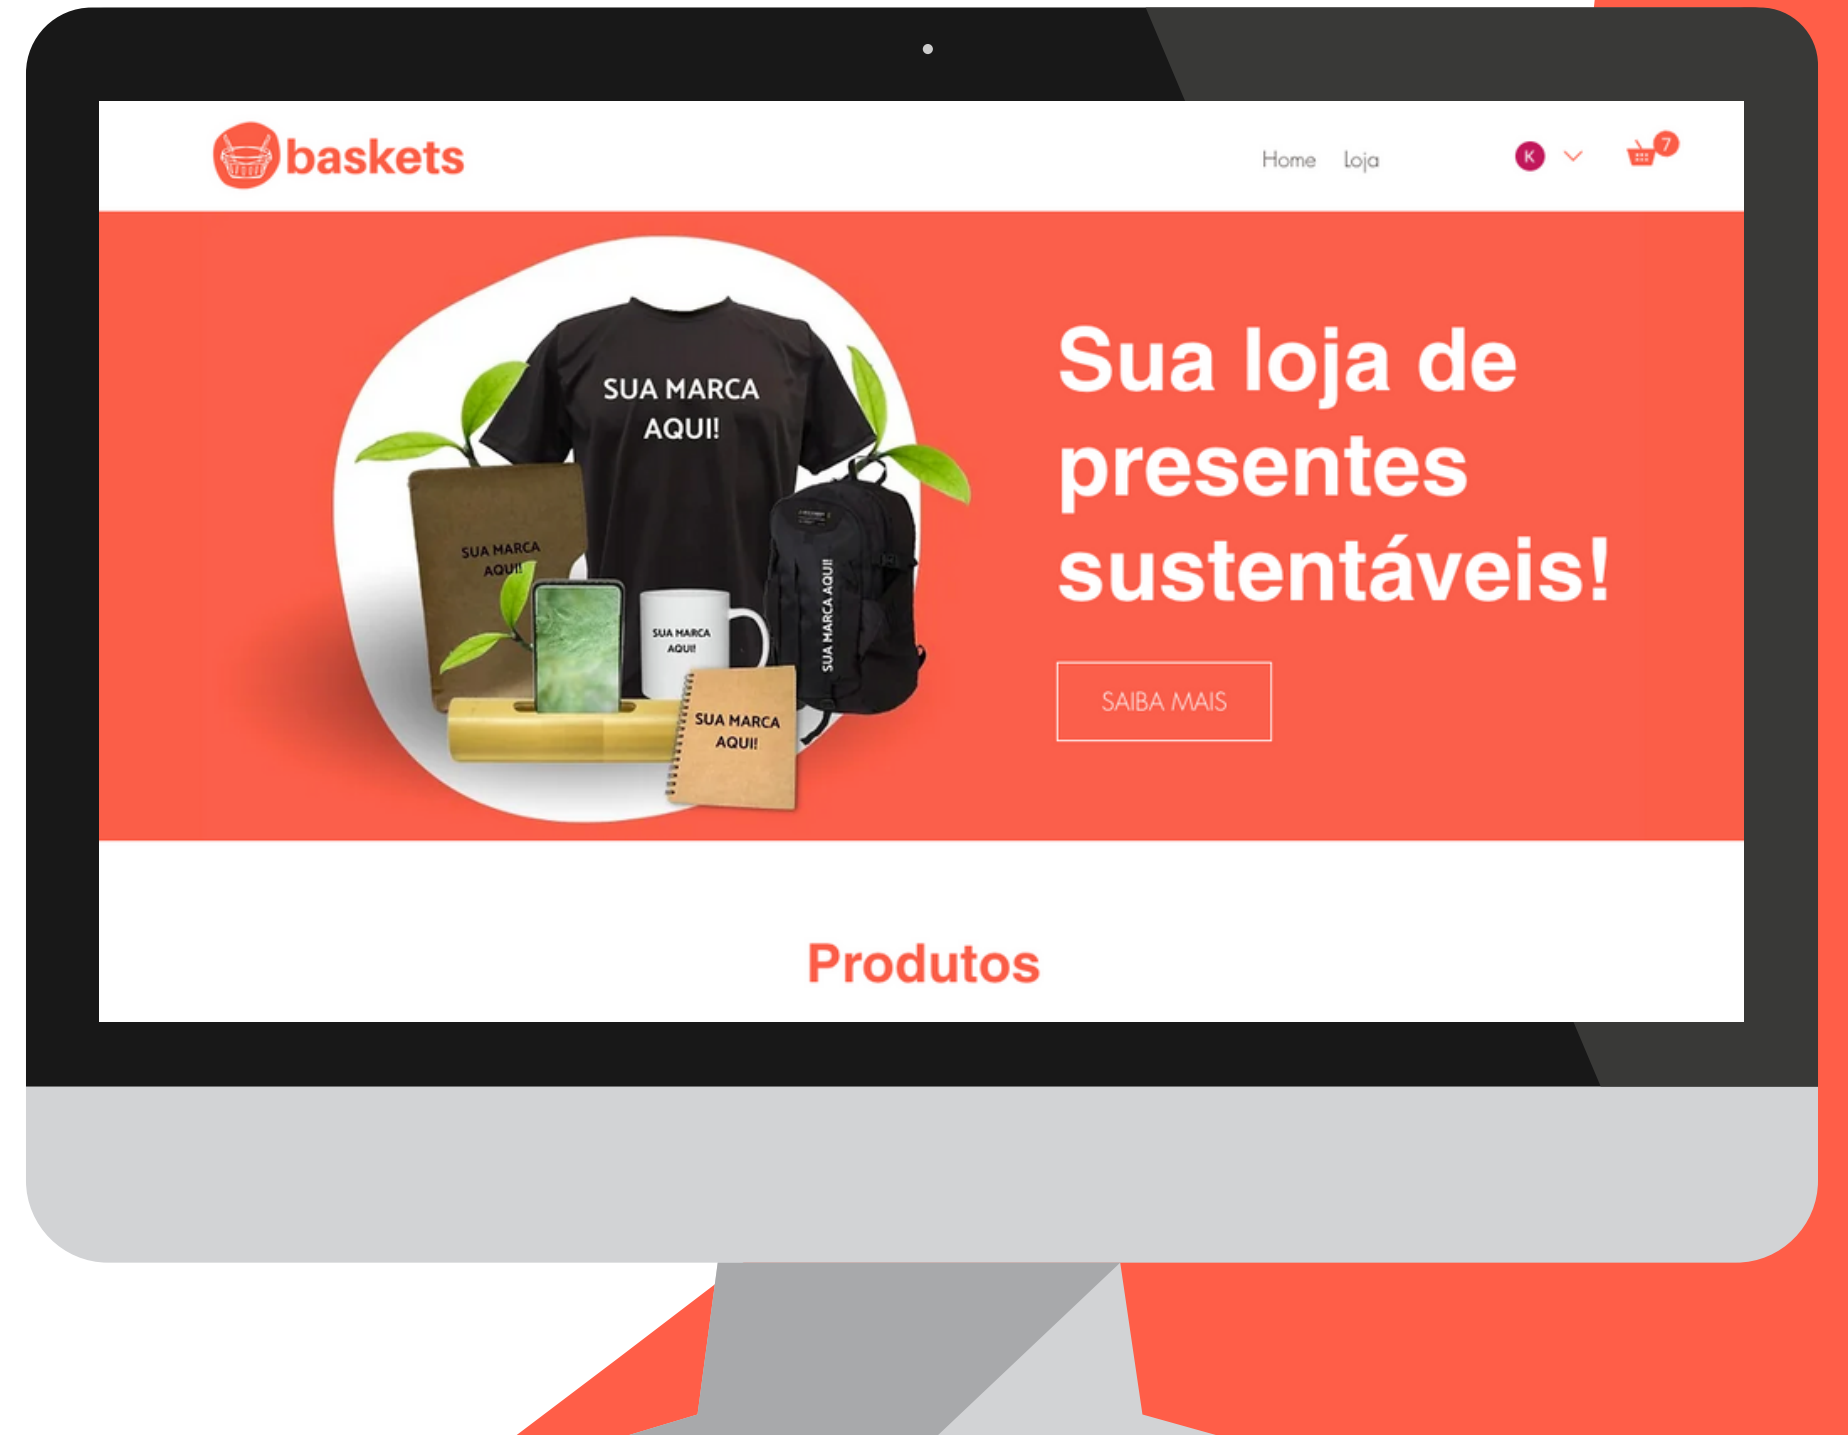 baskets
Home Loja K 7
SUA MARCA
AQUI!
SUA MARCA
AQUI!
SUA MARCA
AQUI!
SUA MARCA AQUI!
SUA MARCA
AQUI!
Sua loja de
presentes
sustentáveis!
SAIBA MAIS
Produtos